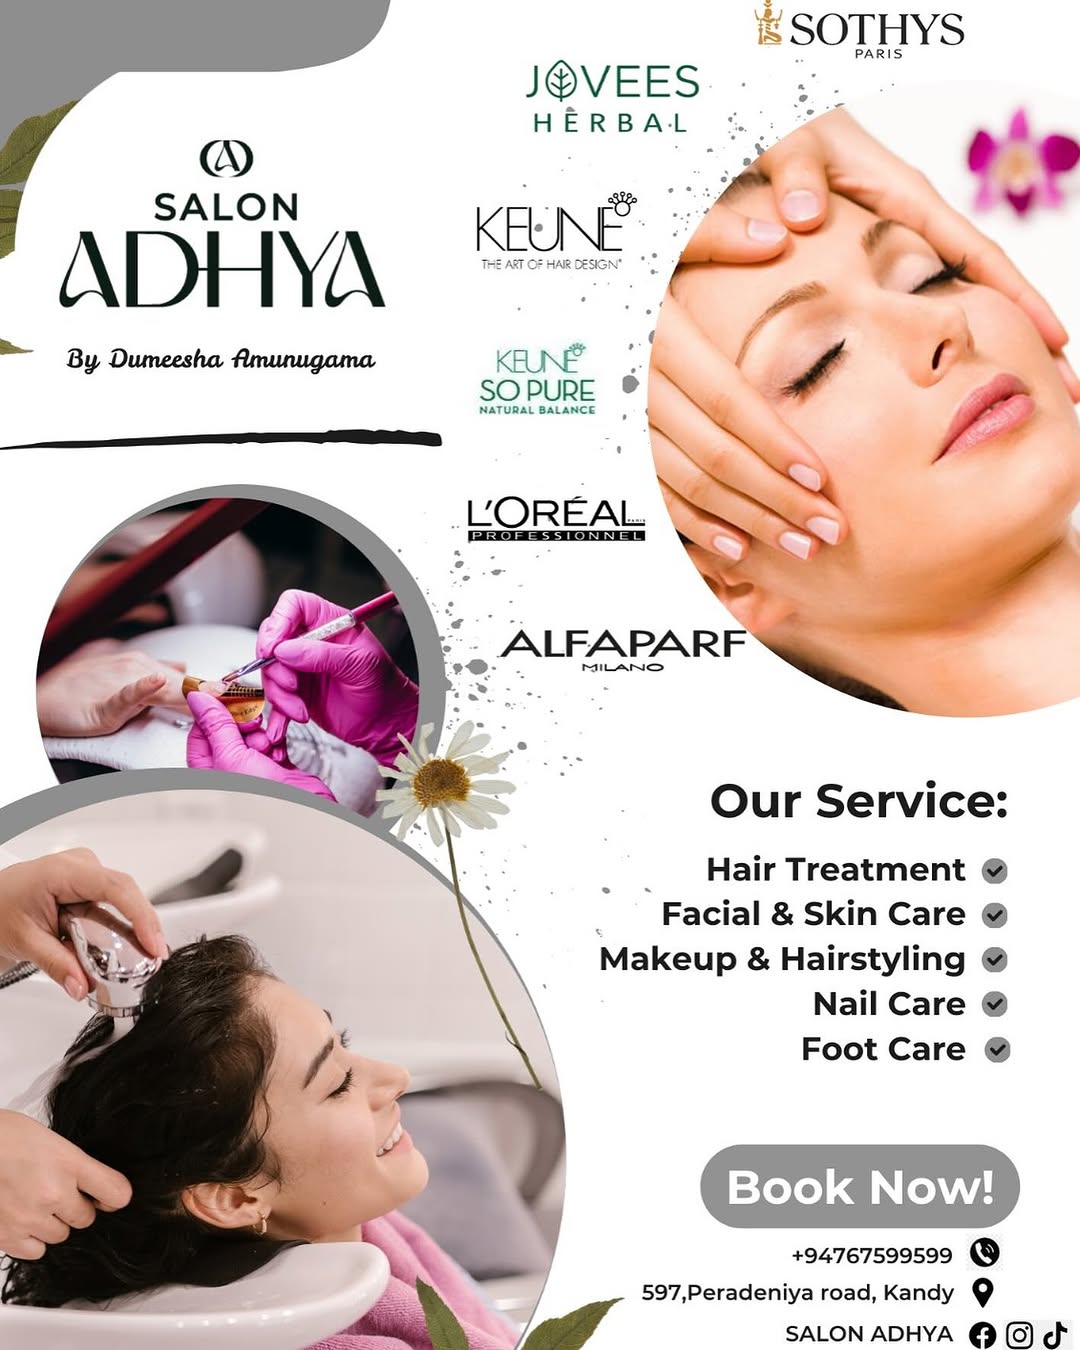 SOTHYS
PARIS
JOVEES
HERBAL
SALON
ADHYA
By Dumeesha Amunugama
KEUNE
THE ART OF HAIR DESIGN®
KEUNE
SO PURE
NATURAL BALANCE
L'ORÉAL
PARIS
PROFESSIONNEL
ALFAPARF
MILANO
Our Service:
Hair Treatment
Facial & Skin Care
Makeup & Hairstyling
Nail Care
Foot Care
Book Now!
+94767599599
597,Peradeniya road, Kandy
SALON ADHYA